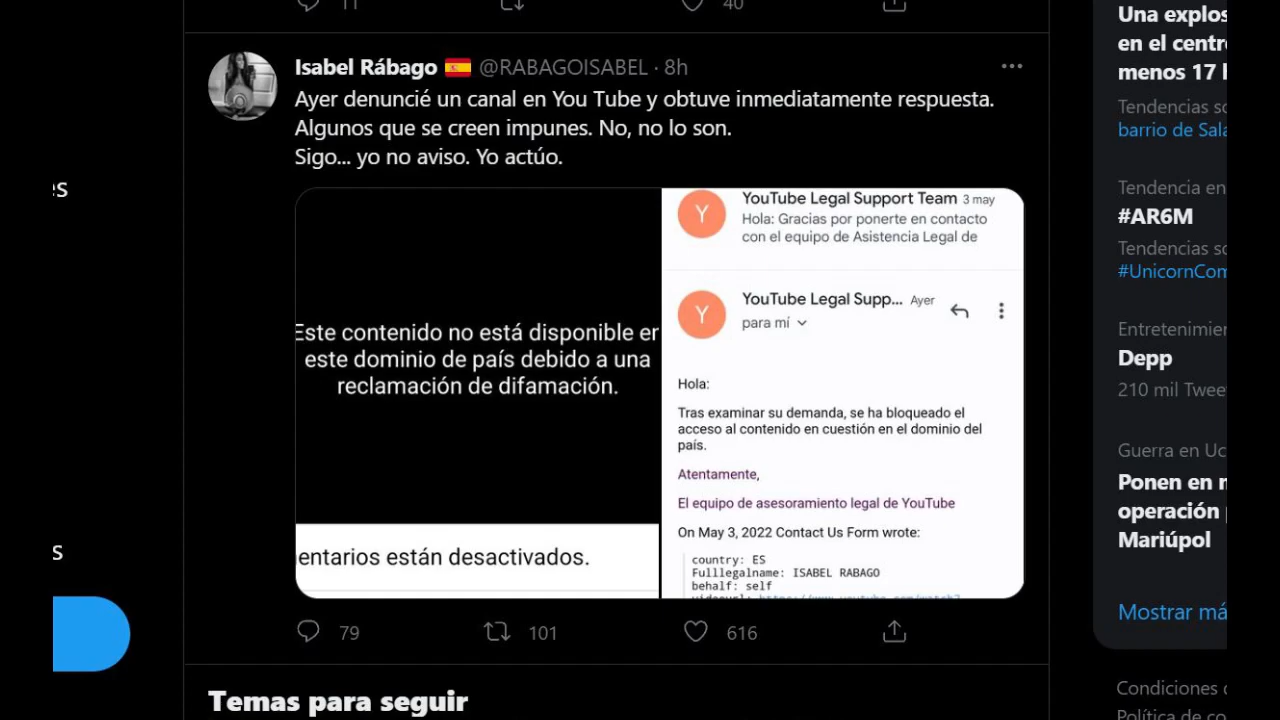 11
40
Isabel Rábago 🇪🇸 @RABAGOISABEL · 8h
Ayer denuncié un canal en You Tube y obtuve inmediatamente respuesta.
Algunos que se creen impunes. No, no lo son.
Sigo... yo no aviso. Yo actúo.
Este contenido no está disponible en
este dominio de país debido a una
reclamación de difamación.
entarios están desactivados.
Y
YouTube Legal Support Team 3 may
Hola: Gracias por ponerte en contacto
con el equipo de Asistencia Legal de
Y
YouTube Legal Supp... Ayer
para mí
Hola:
Tras examinar su demanda, se ha bloqueado el
acceso al contenido en cuestión en el dominio del
país.
Atentamente,
El equipo de asesoramiento legal de YouTube
On May 3, 2022 Contact Us Form wrote:
country: ES
Fulllegalname: ISABEL RABAGO
behalf: self
79
101
616
Temas para seguir
es
s
Una explos
en el centr
menos 17 
Tendencias so
barrio de Sala
Tendencia en
#AR6M
Tendencias so
#UnicornCom
Entretenimier
Depp
210 mil Twee
Guerra en Uc
Ponen en m
operación
Mariúpol
Mostrar má
Condiciones
Política de co